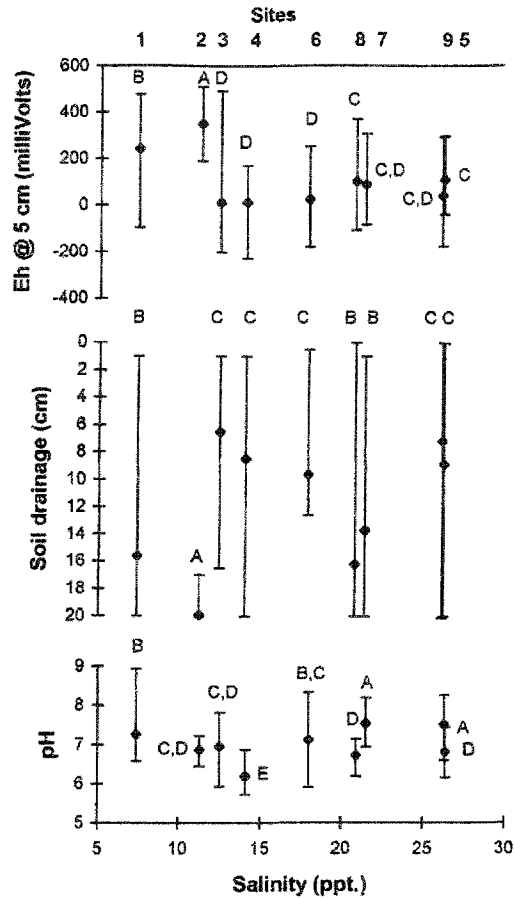 Sites
1 2 3 4 6 8 7 9 5
600
400
200
0
-200
-400
Eh @ 5 cm (milliVolts)
B A D D D C C,D C,D C
B C C C B B C C
0
2
4
6
8
10
12
14
16
18
20
Soil drainage (cm)
A
B
C,D
C,D
E
B,C
D
A
A
D
9
8
7
6
5
pH
5 10 15 20 25 30
Salinity (ppt.)